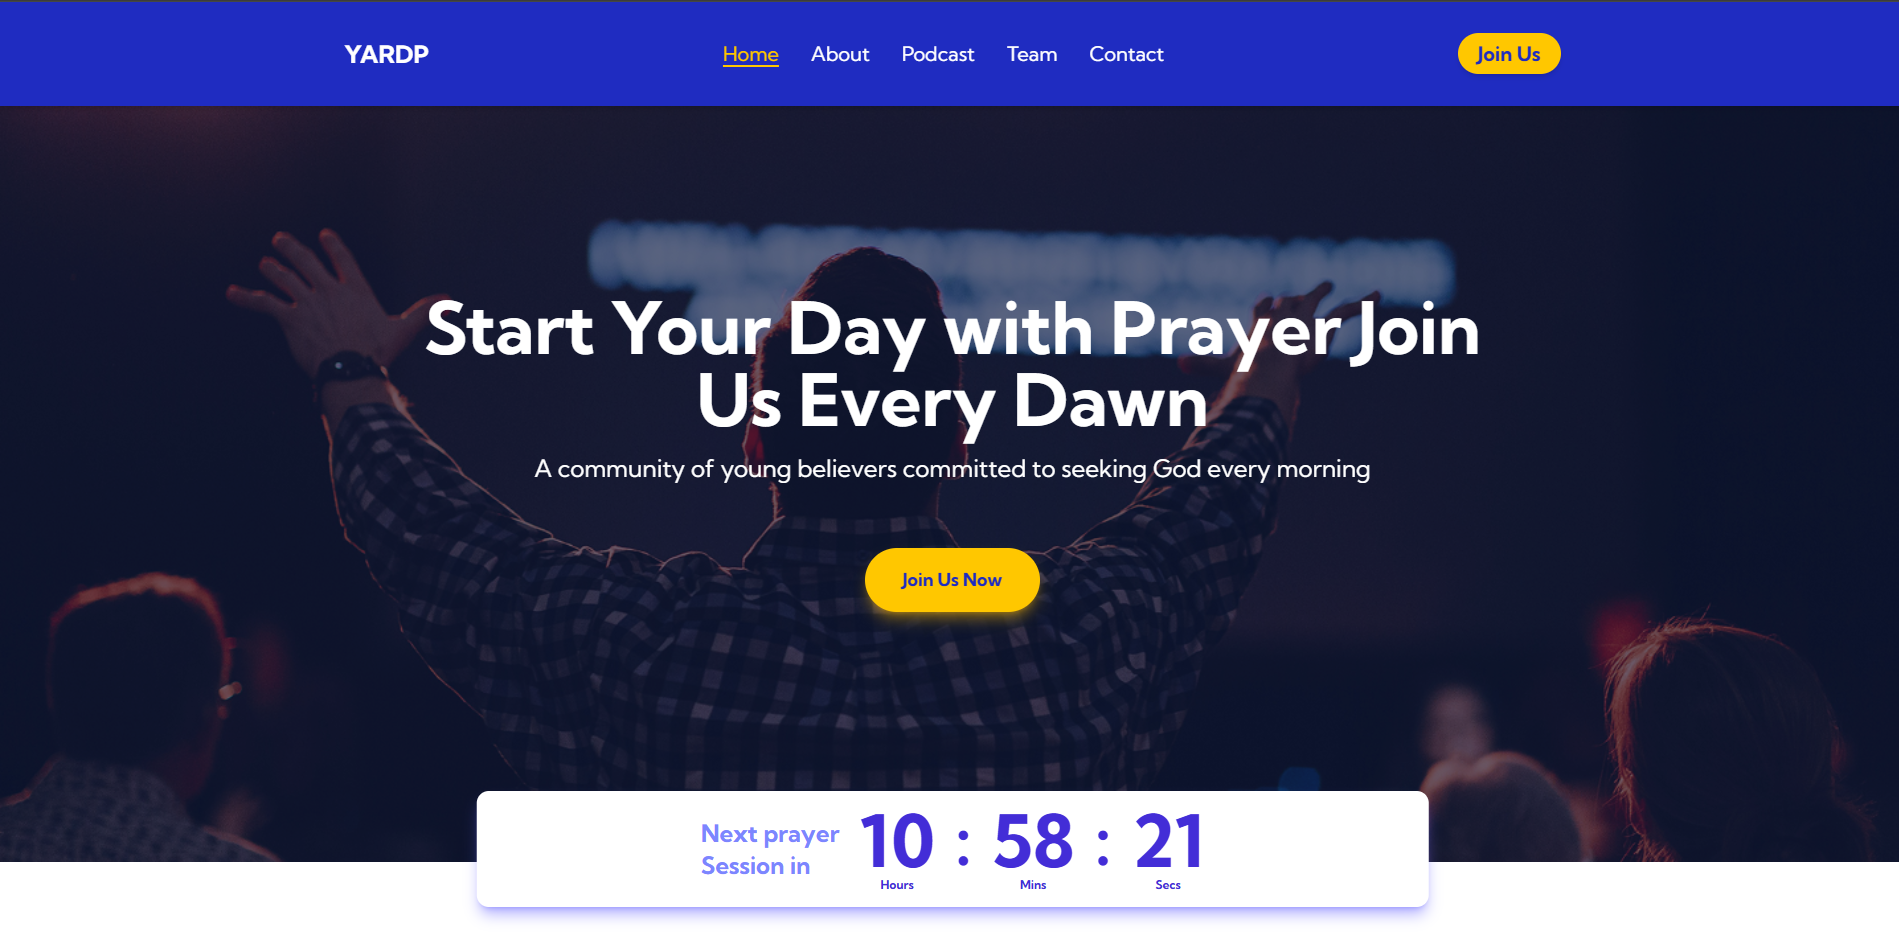 YARDP
Home About Podcast Team Contact
Join Us
Start Your Day with Prayer Join
Us Every Dawn
A community of young believers committed to seeking God every morning
Join Us Now
Next prayer
Session in
10 : 58 : 21
Hours Mins Secs